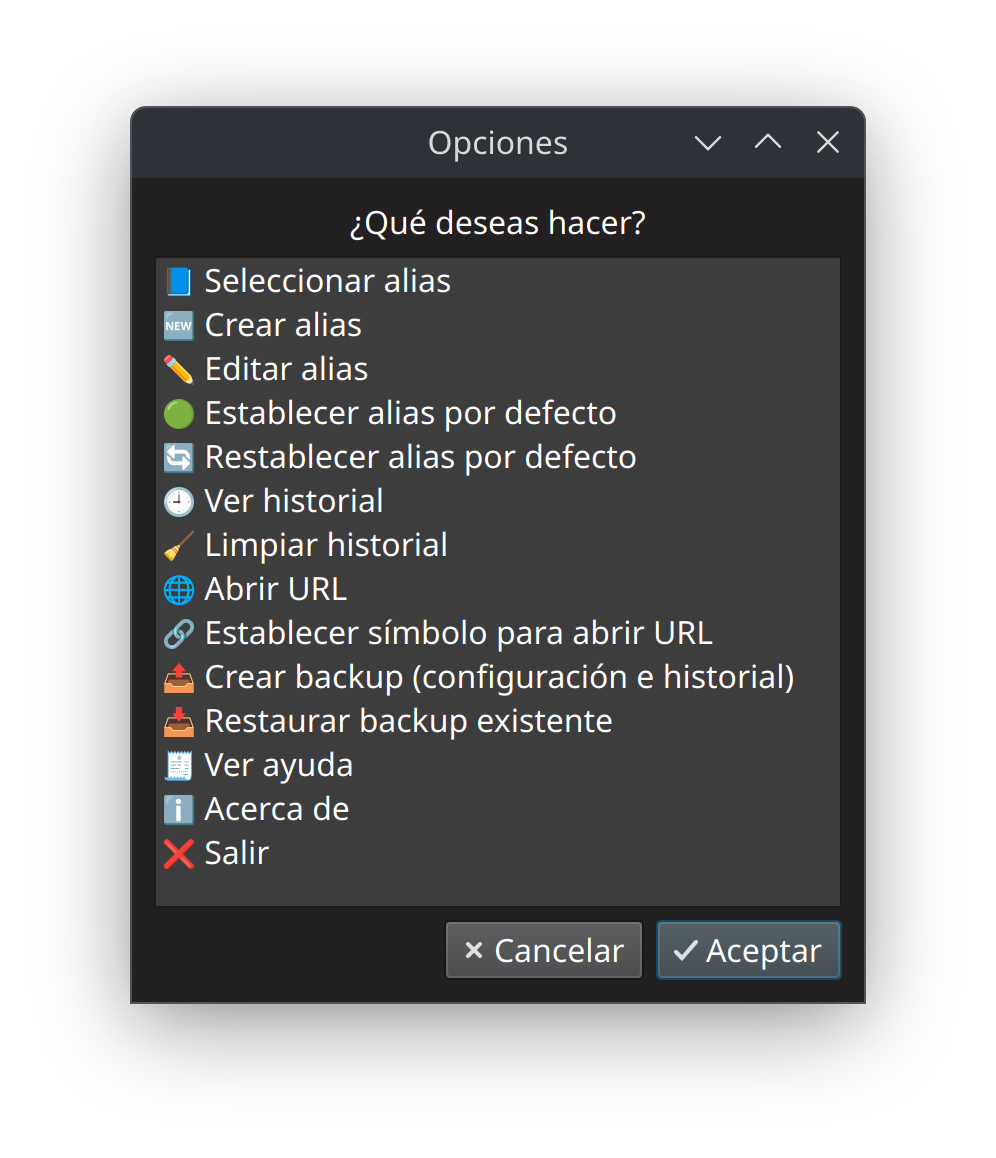 Opciones
¿Qué deseas hacer?
📘 Seleccionar alias
🆕 Crear alias
✏️ Editar alias
🟢 Establecer alias por defecto
🔄 Restablecer alias por defecto
🕘 Ver historial
🧹 Limpiar historial
🌐 Abrir URL
🔗 Establecer símbolo para abrir URL
📤 Crear backup (configuración e historial)
📥 Restaurar backup existente
🧾 Ver ayuda
ℹ️ Acerca de
❌ Salir
Cancelar Aceptar